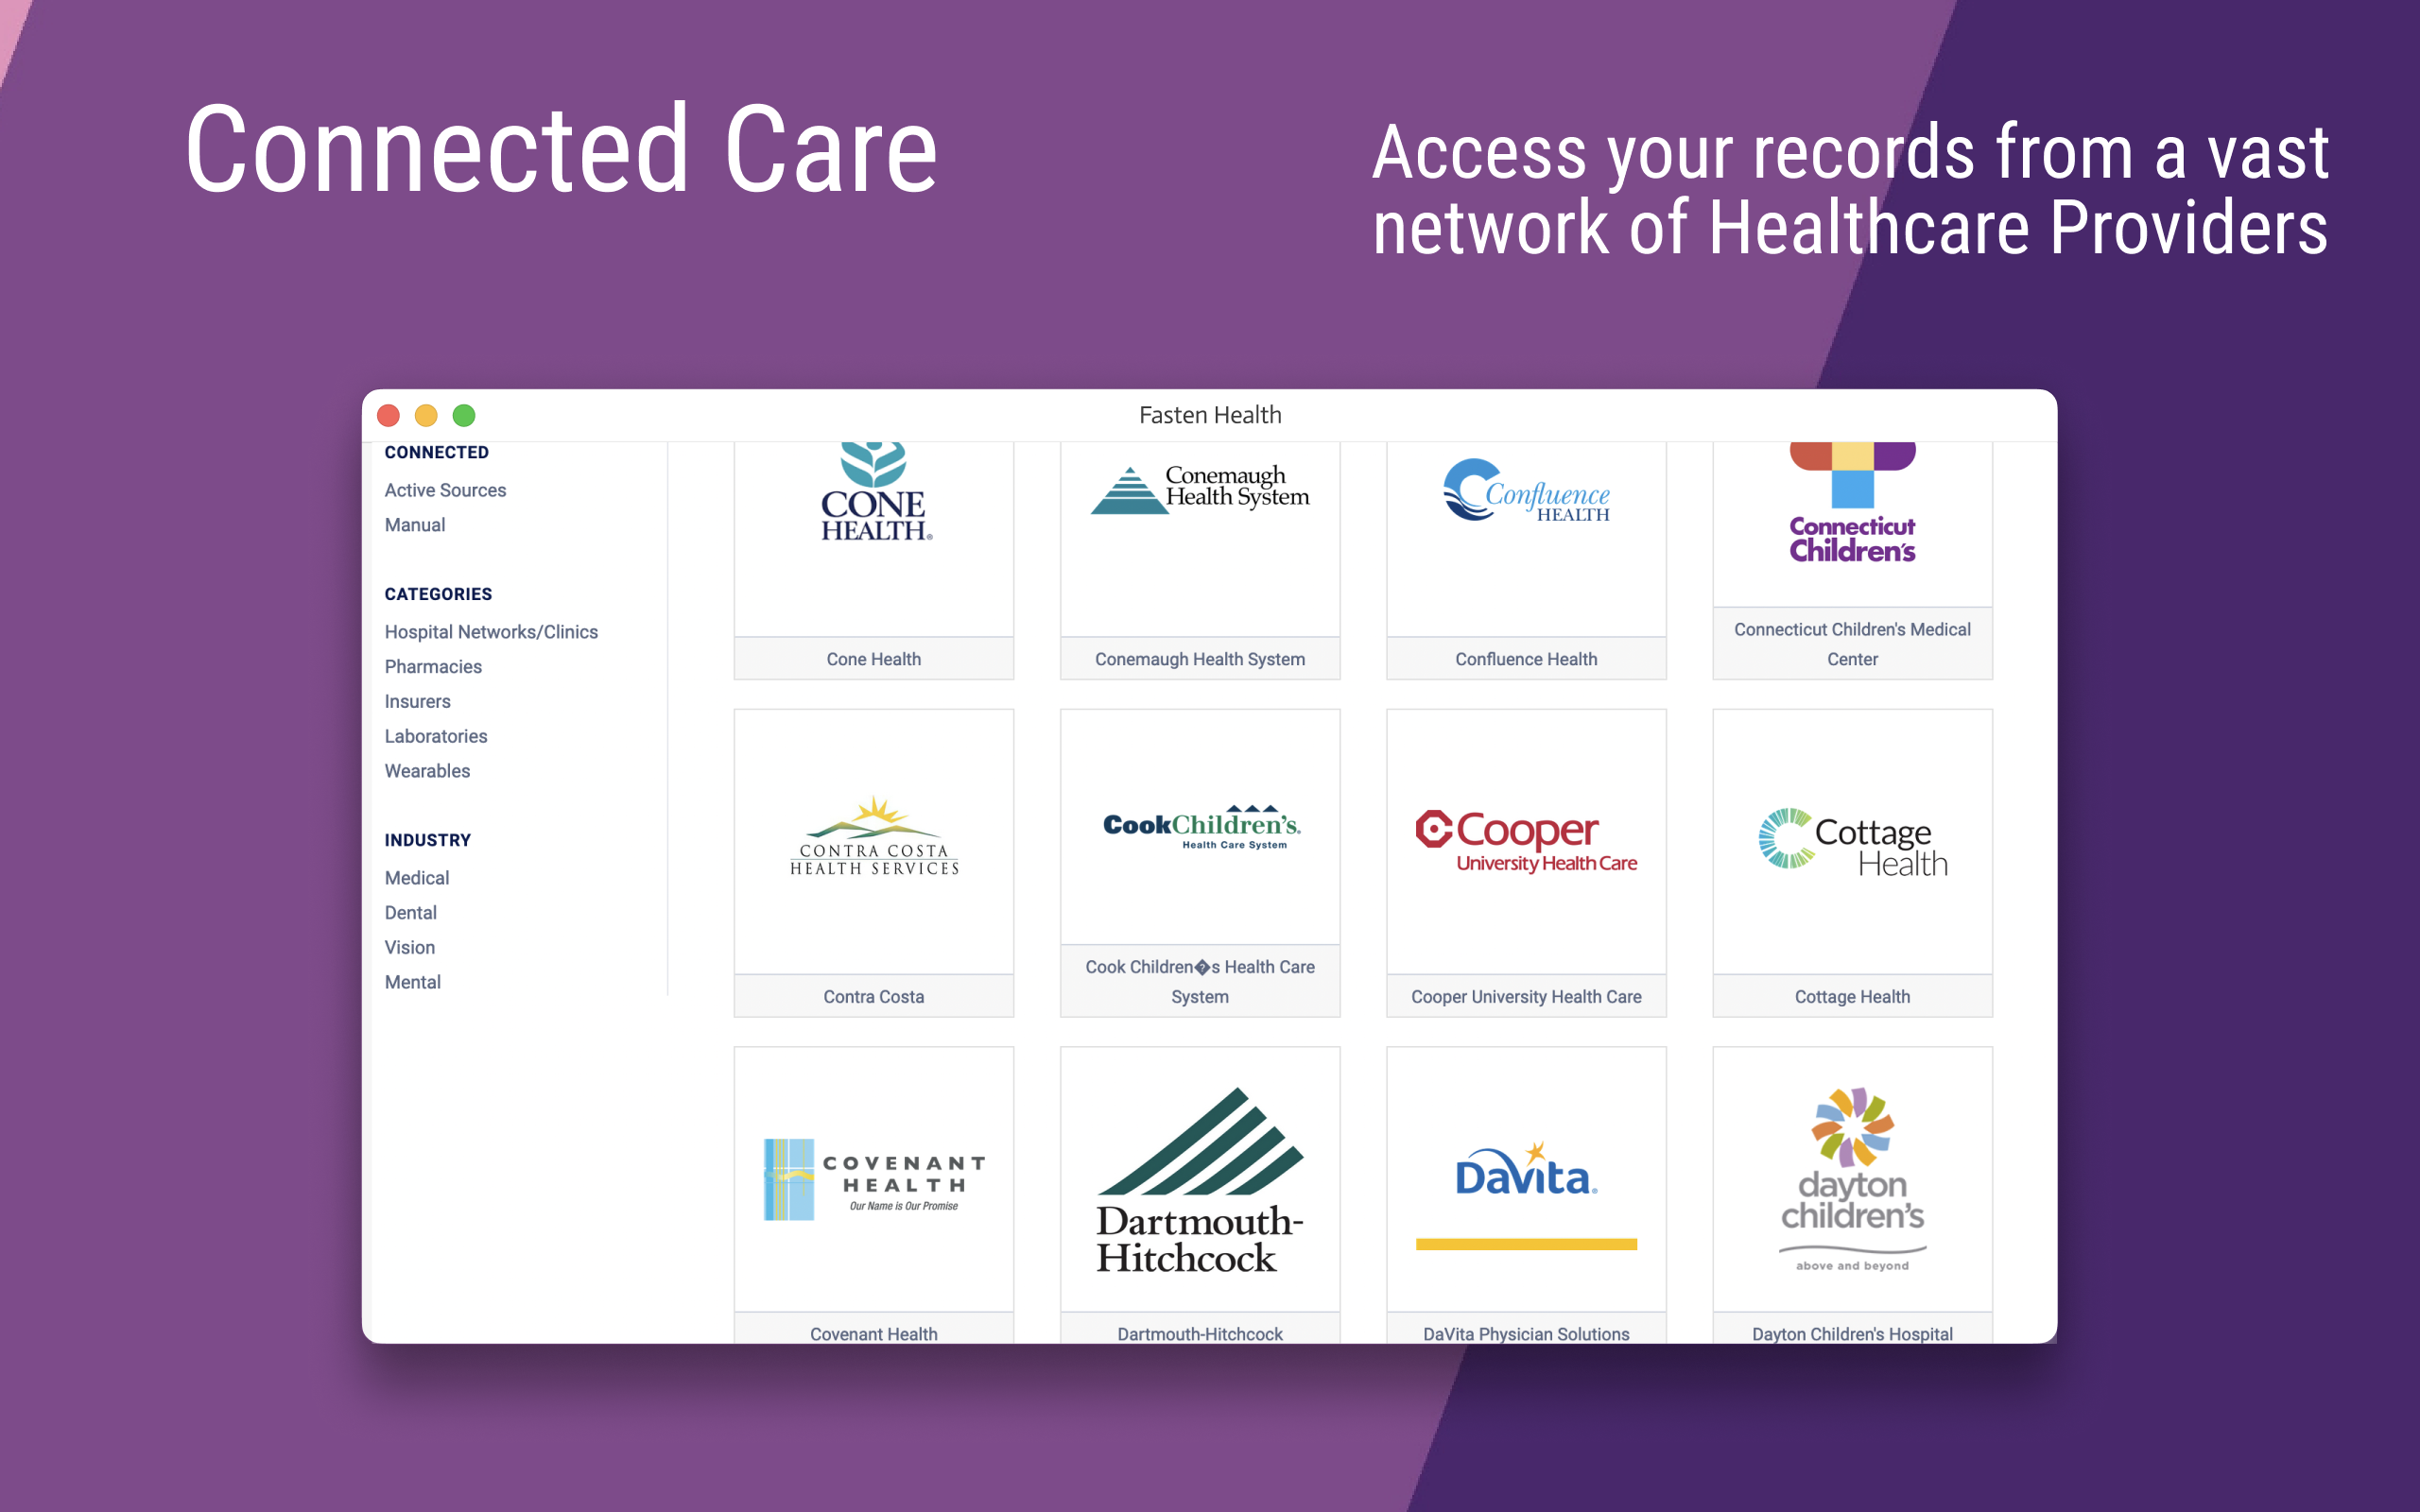 Connected Care
Access your records from a vast
network of Healthcare Providers
Fasten Health
CONNECTED
Active Sources
Manual
CATEGORIES
Hospital Networks/Clinics
Pharmacies
Insurers
Laboratories
Wearables
INDUSTRY
Medical
Dental
Vision
Mental
CONE
HEALTH®
Cone Health
Conemaugh
Health System
Conemaugh Health System
Confluence
HEALTH
Confluence Health
Connecticut
Children's
Connecticut Children's Medical
Center
CONTRA COSTA
HEALTH SERVICES
Contra Costa
CookChildren's®
Health Care System
Cook Children�s Health Care
System
Cooper
University Health Care
Cooper University Health Care
Cottage
Health
Cottage Health
COVENANT
HEALTH
Our Name is Our Promise
Covenant Health
Dartmouth-
Hitchcock
Dartmouth-Hitchcock
DaVita®
DaVita Physician Solutions
dayton
children's
above and beyond
Dayton Children's Hospital